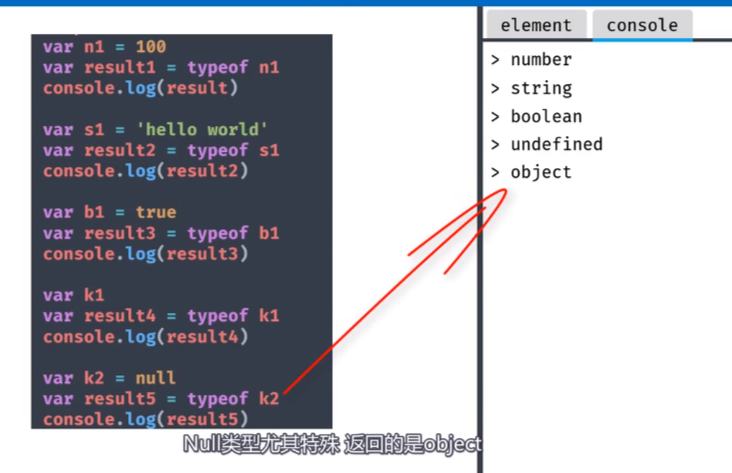 element console
var n1 = 100
var result1 = typeof n1
console.log(result)
var s1 = 'hello world'
var result2 = typeof s1
console.log(result2)
var b1 = true
var result3 = typeof b1
console.log(result3)
var k1
var result4 = typeof k1
console.log(result4)
var k2 = null
var result5 = typeof k2
console.log(result5)
> number
> string
> boolean
> undefined
> object
Null类型尤其特殊 返回的是object